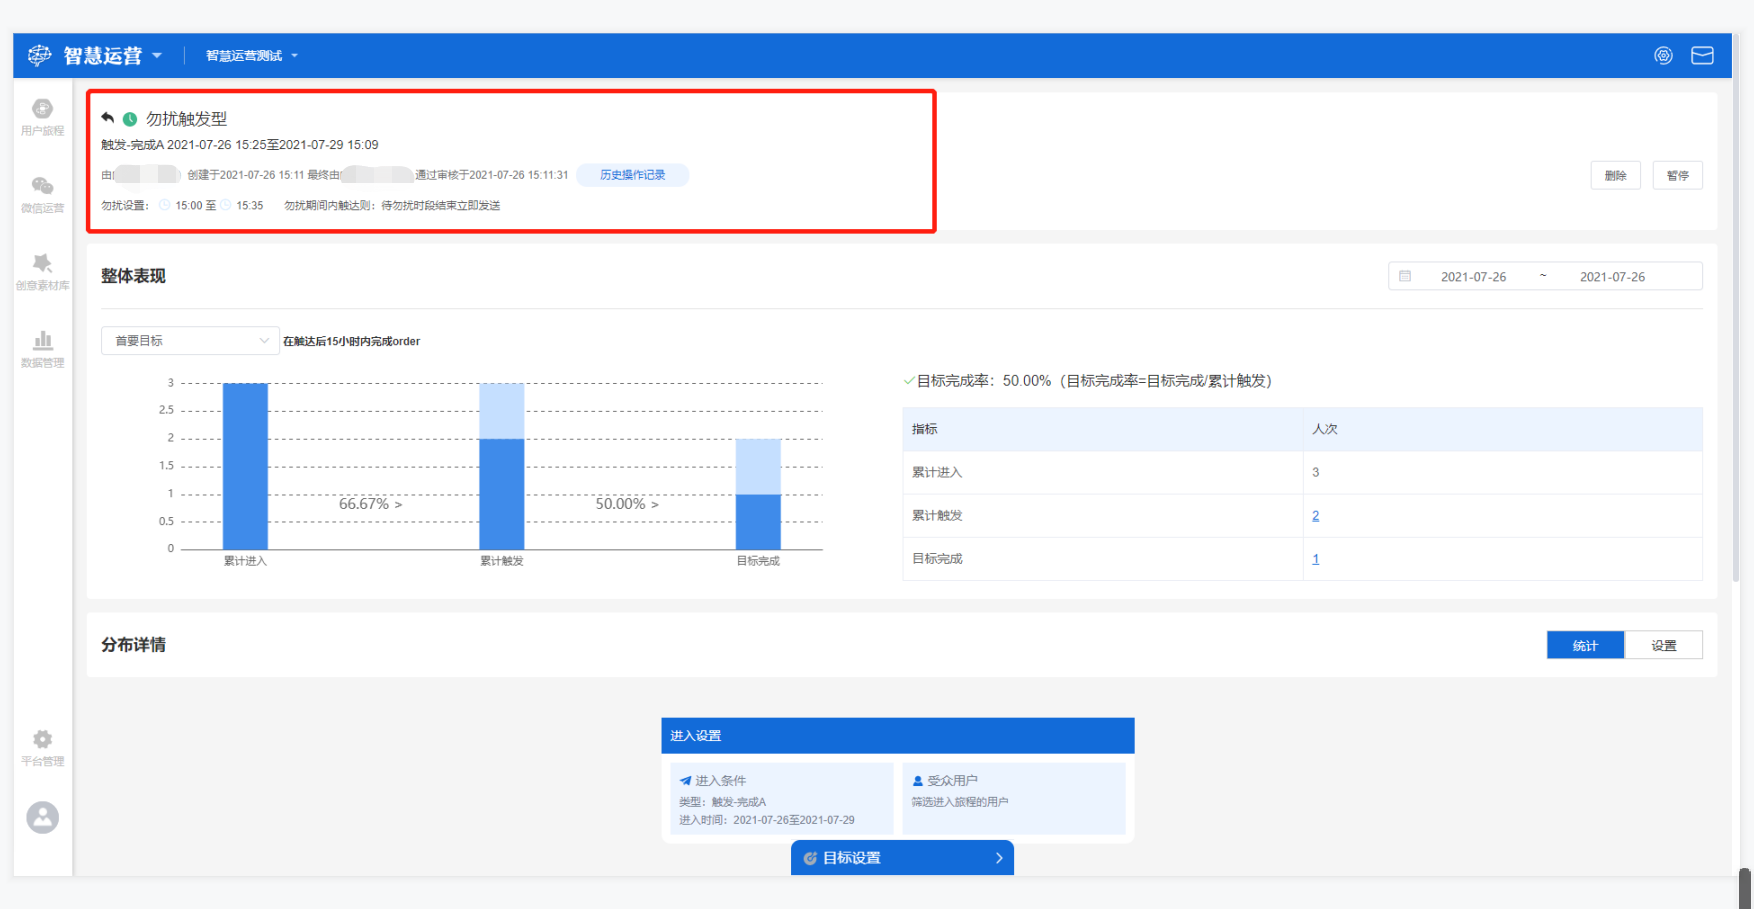 智慧运营
智慧运营测试
用户旅程
微信运营
创意素材库
数据管理
平台管理
勿扰触发型
触发-完成A 2021-07-26 15:25至2021-07-29 15:09
由 创建于2021-07-26 15:11 最终由 通过审核于2021-07-26 15:11:31 历史操作记录
勿扰设置： 15:00 至 15:35 勿扰期间内触达则：待勿扰时段结束立即发送
删除 暂停
整体表现
2021-07-26 ~ 2021-07-26
首要目标 在触达后15小时内完成order
3
2.5
2
1.5
1
0.5
0
66.67% >
50.00% >
累计进入 累计触发 目标完成
目标完成率：50.00%（目标完成率=目标完成/累计触发）
指标 人次
累计进入 3
累计触发 2
目标完成 1
分布详情
统计 设置
进入设置
进入条件
类型：触发-完成A
进入时间：2021-07-26至2021-07-29
受众用户
筛选进入旅程的用户
目标设置